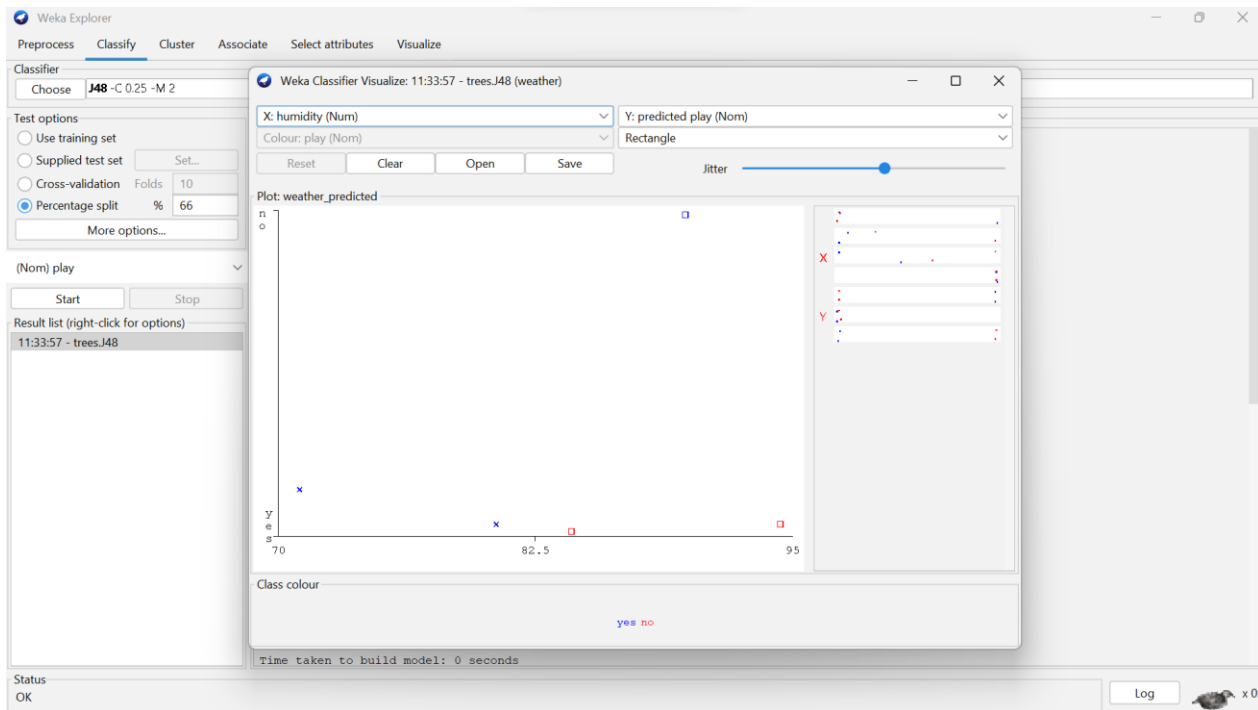 Weka Explorer
Preprocess Classify Cluster Associate Select attributes Visualize
Classifier
Choose J48 -C 0.25 -M 2
Test options
Use training set
Supplied test set Set...
Cross-validation Folds 10
Percentage split % 66
More options...
(Nom) play
Start Stop
Result list (right-click for options)
11:33:57 - trees.J48
Weka Classifier Visualize: 11:33:57 - trees.J48 (weather)
X: humidity (Num) Y: predicted play (Nom)
Colour: play (Nom) Rectangle
Reset Clear Open Save Jitter
Plot: weather_predicted
no
yes
70 82.5 95
X
Y
Class colour
yes no
Time taken to build model: 0 seconds
Status
OK
Log x 0